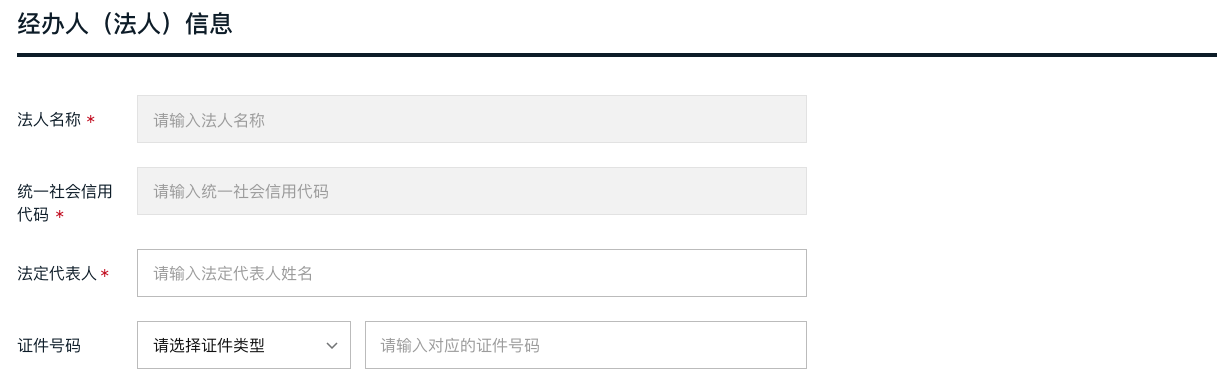 经办人（法人）信息
法人名称 *
请输入法人名称
统一社会信用
代码 *
请输入统一社会信用代码
法定代表人 *
请输入法定代表人姓名
证件号码
请选择证件类型
请输入对应的证件号码